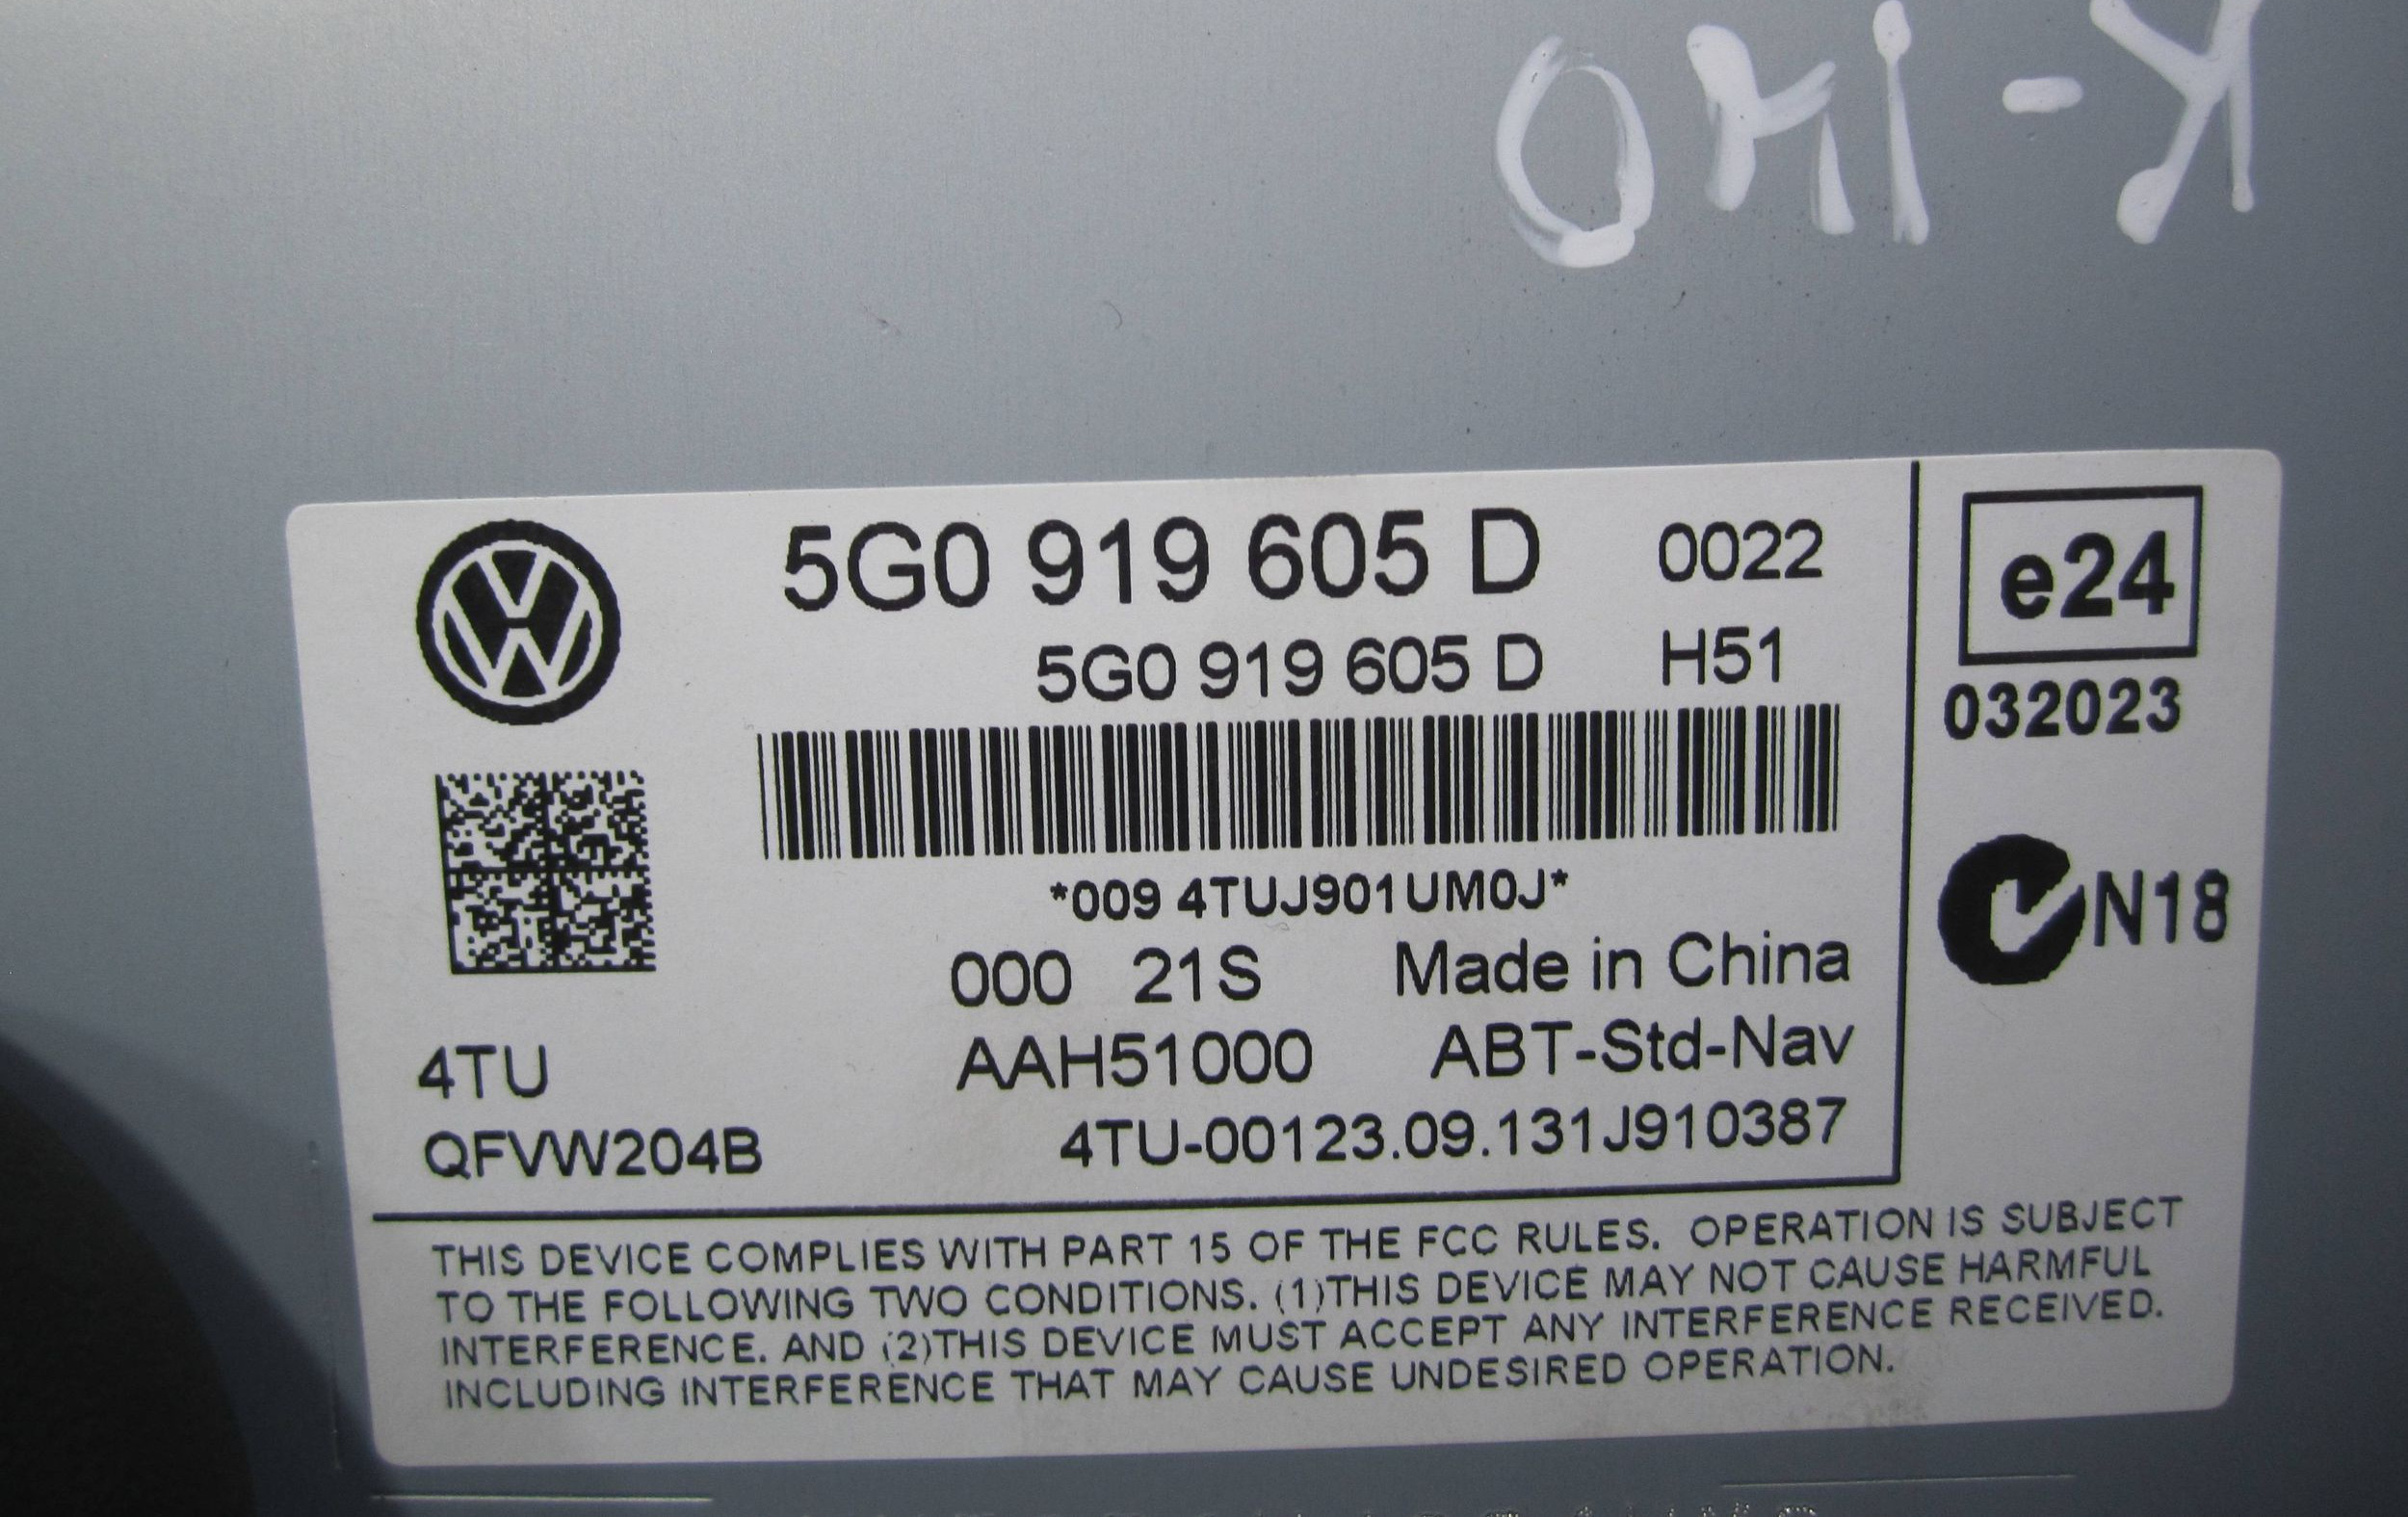 OMI-K
5G0 919 605 D 0022
5G0 919 605 D H51
*009 4TUJ901UM0J*
000 21S Made in China
4TU AAH51000 ABT-Std-Nav
QFVW204B 4TU-00123.09.131J910387
e24
032023
N18
THIS DEVICE COMPLIES WITH PART 15 OF THE FCC RULES. OPERATION IS SUBJECT
TO THE FOLLOWING TWO CONDITIONS. (1)THIS DEVICE MAY NOT CAUSE HARMFUL
INTERFERENCE. AND (2)THIS DEVICE MUST ACCEPT ANY INTERFERENCE RECEIVED.
INCLUDING INTERFERENCE THAT MAY CAUSE UNDESIRED OPERATION.